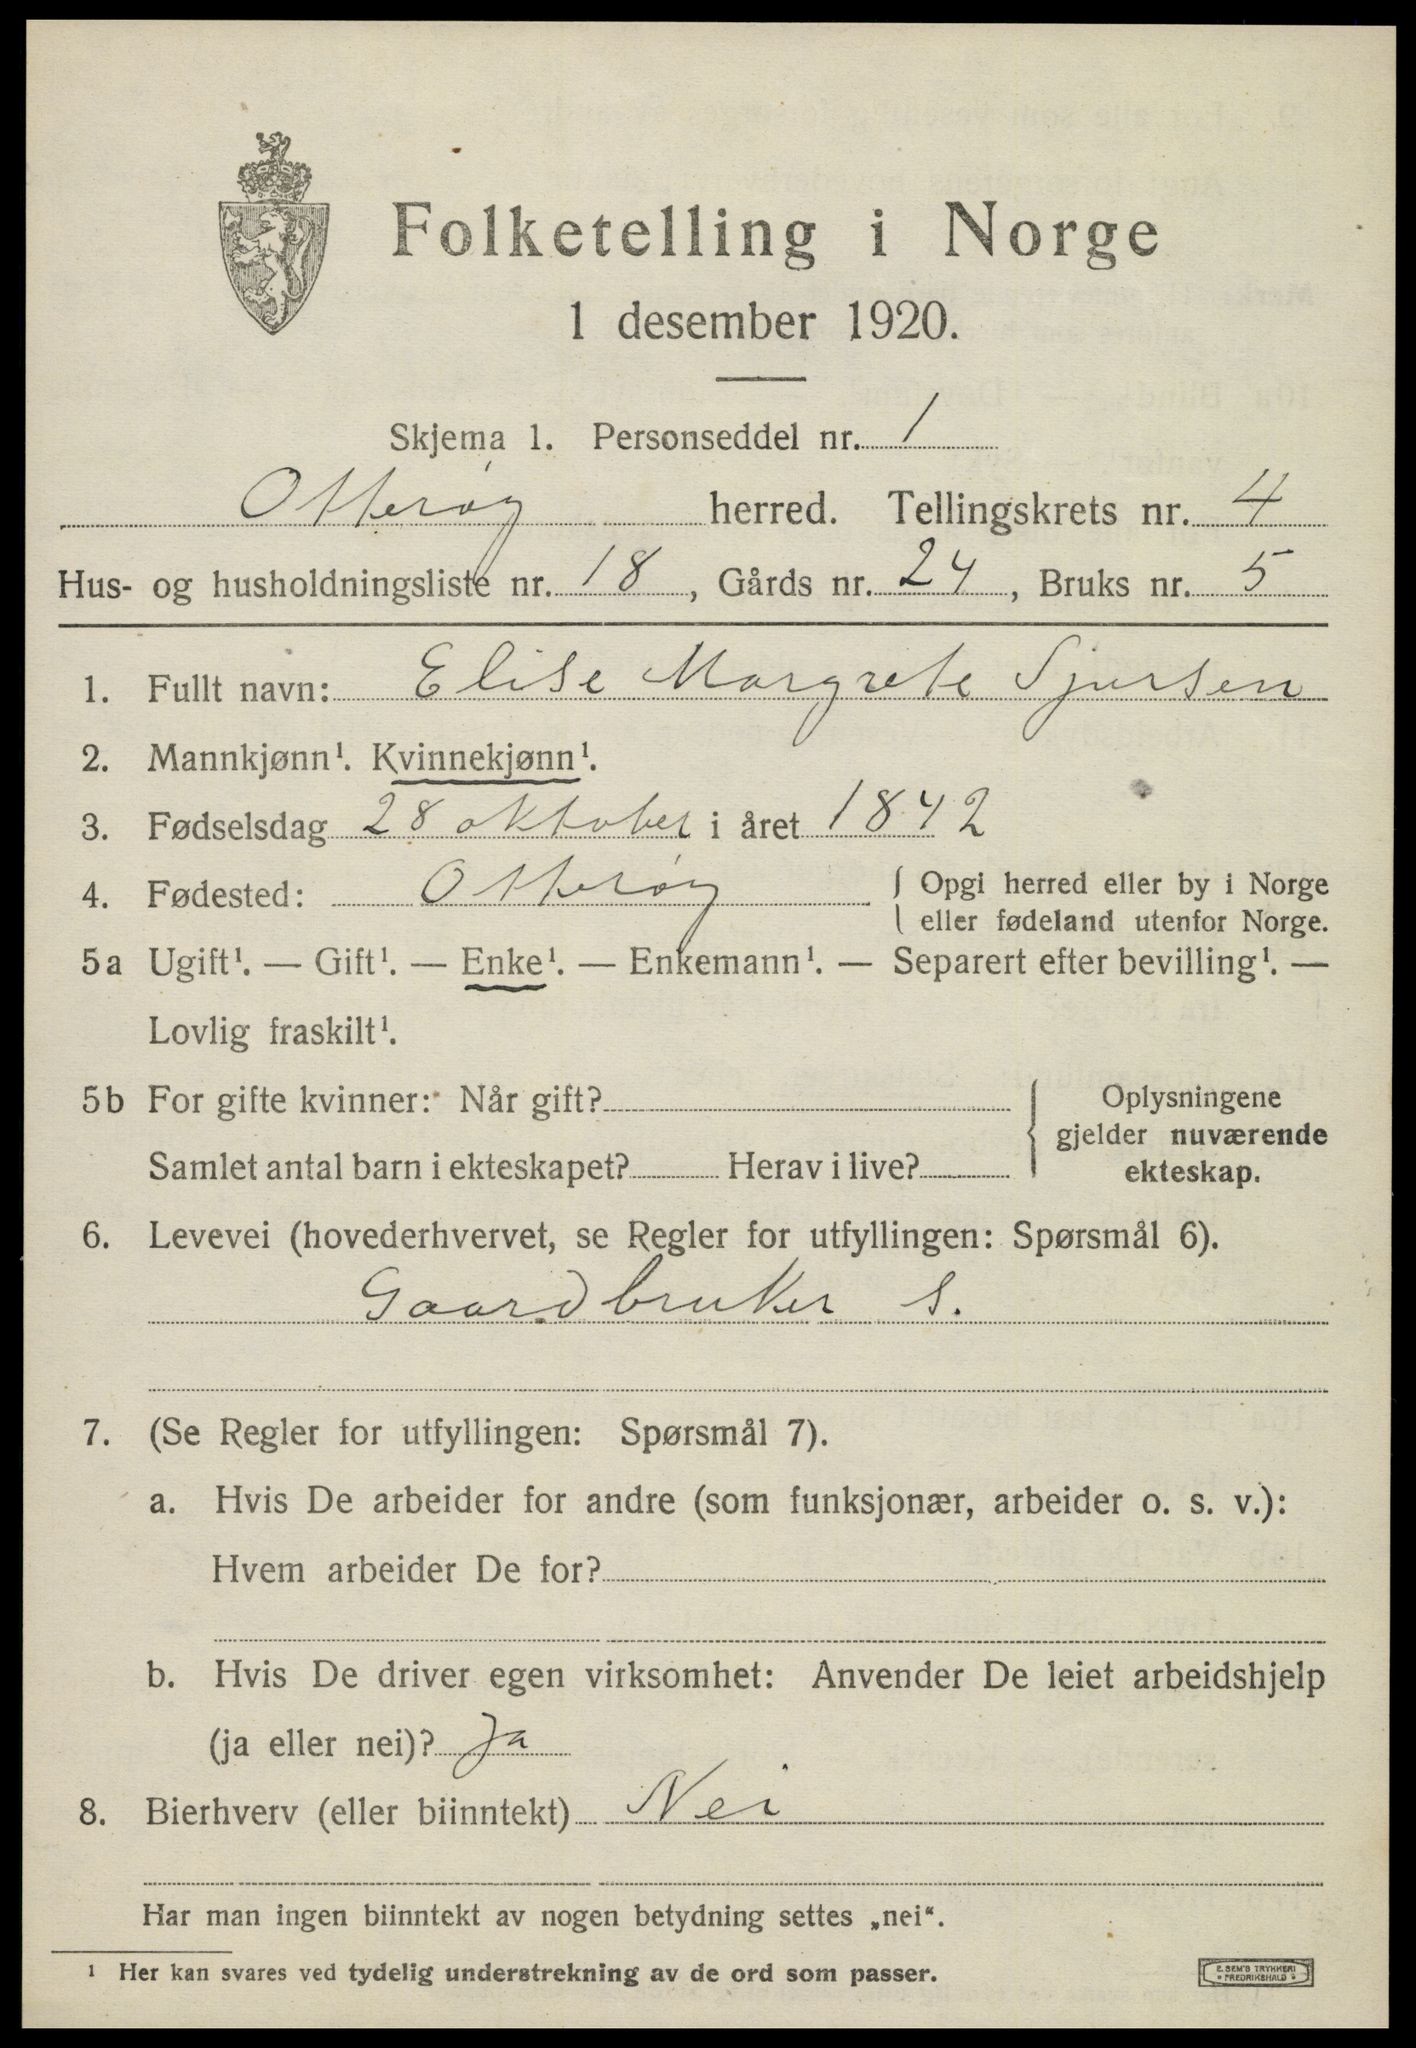 Folketelling i Norge
1 desember 1920.
Skjema 1. Personseddel nr. 1
Otterøy herred. Tellingskrets nr. 4
Hus- og husholdningsliste nr. 18, Gårds nr. 24, Bruks nr. 5
1. Fullt navn: Elise Margrete Sjursen
2. Mannkjønn¹. Kvinnekjønn¹.
3. Fødselsdag 28 oktober i året 1842
4. Fødested: Otterøy { Opgi herred eller by i Norge
eller fødeland utenfor Norge.
5a Ugift¹. — Gift¹. — Enke¹. — Enkemann¹. — Separert efter bevilling¹. —
Lovlig fraskilt¹.
5b For gifte kvinner: Når gift?
Samlet antal barn i ekteskapet? Herav i live?
Oplysningene
gjelder nuværende
ekteskap.
6. Levevei (hovederhvervet, se Regler for utfyllingen: Spørsmål 6).
Gaardbruker s.
7. (Se Regler for utfyllingen: Spørsmål 7).
a. Hvis De arbeider for andre (som funksjonær, arbeider o. s. v.):
Hvem arbeider De for?
b. Hvis De driver egen virksomhet: Anvender De leiet arbeidshjelp
(ja eller nei)? Ja
8. Bierhverv (eller biinntekt) Nei
Har man ingen biinntekt av nogen betydning settes „nei“.
¹ Her kan svares ved tydelig understrekning av de ord som passer.
E. SEM'S TRYKKERI
• FREDRIKSHALD •